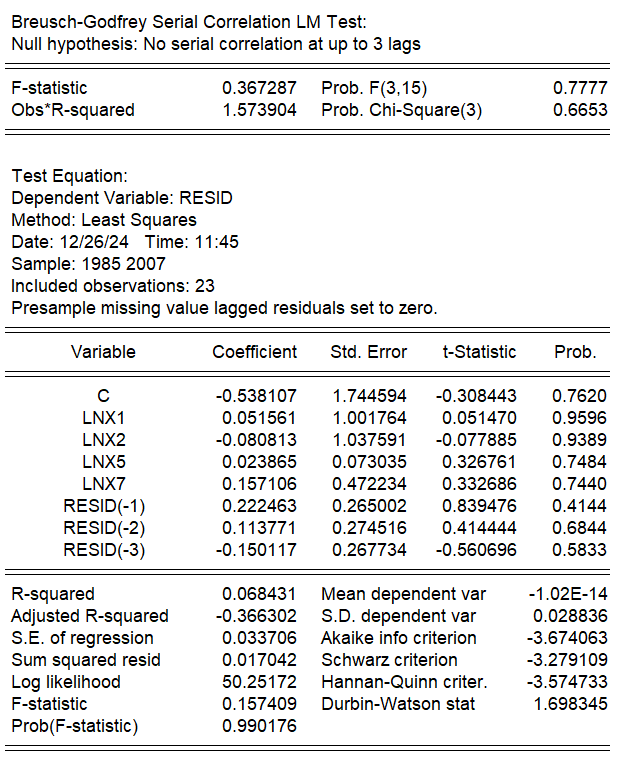 Breusch-Godfrey Serial Correlation LM Test:
Null hypothesis: No serial correlation at up to 3 lags
F-statistic 0.367287 Prob. F(3,15) 0.7777
Obs*R-squared 1.573904 Prob. Chi-Square(3) 0.6653
Test Equation:
Dependent Variable: RESID
Method: Least Squares
Date: 12/26/24 Time: 11:45
Sample: 1985 2007
Included observations: 23
Presample missing value lagged residuals set to zero.
Variable Coefficient Std. Error t-Statistic Prob.
C -0.538107 1.744594 -0.308443 0.7620
LNX1 0.051561 1.001764 0.051470 0.9596
LNX2 -0.080813 1.037591 -0.077885 0.9389
LNX5 0.023865 0.073035 0.326761 0.7484
LNX7 0.157106 0.472234 0.332686 0.7440
RESID(-1) 0.222463 0.265002 0.839476 0.4144
RESID(-2) 0.113771 0.274516 0.414444 0.6844
RESID(-3) -0.150117 0.267734 -0.560696 0.5833
R-squared 0.068431 Mean dependent var -1.02E-14
Adjusted R-squared -0.366302 S.D. dependent var 0.028836
S.E. of regression 0.033706 Akaike info criterion -3.674063
Sum squared resid 0.017042 Schwarz criterion -3.279109
Log likelihood 50.25172 Hannan-Quinn criter. -3.574733
F-statistic 0.157409 Durbin-Watson stat 1.698345
Prob(F-statistic) 0.990176